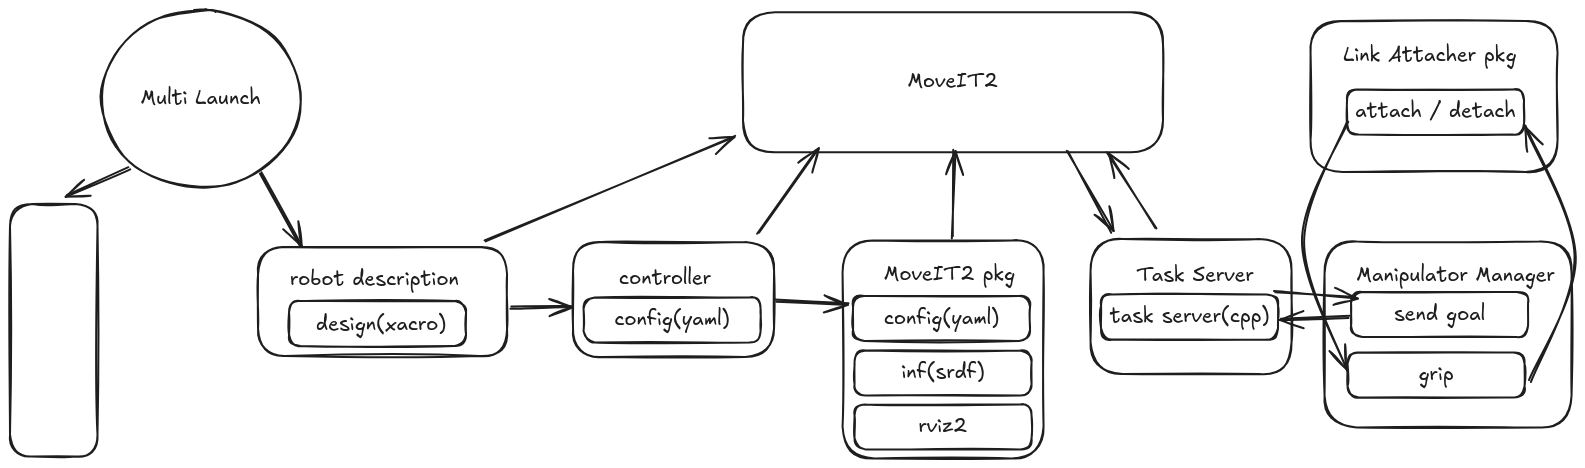 Multi Launch
robot description
design(xacro)
controller
config(yaml)
MoveIT2
MoveIT2 pkg
config(yaml)
inf(srdf)
rviz2
Task Server
task server(cpp)
Link Attacher pkg
attach / detach
Manipulator Manager
send goal
grip